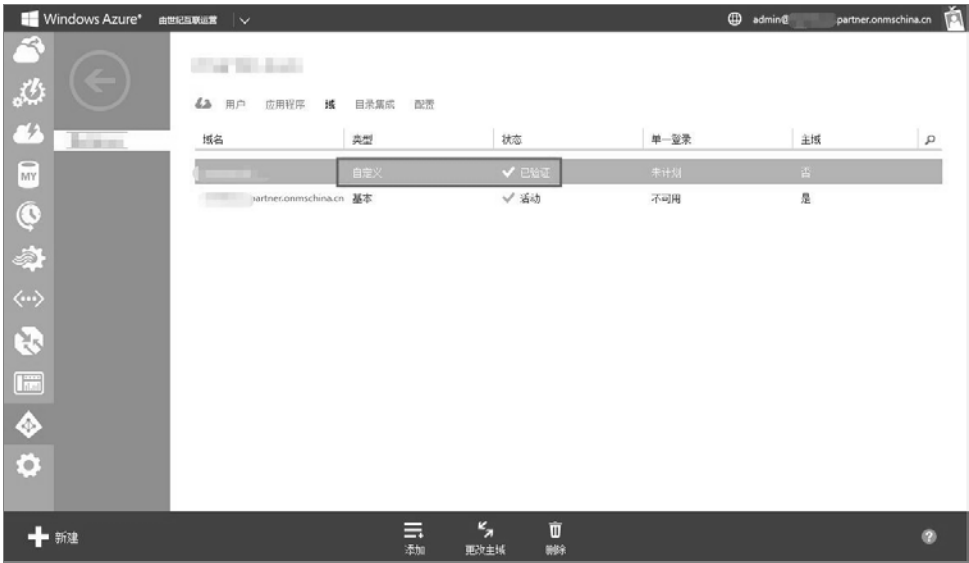 Windows Azure* 由世纪互联运营 admin@ .partner.onmschina.cn
用户 应用程序 域 目录集成 配置
域名 类型 状态 单一登录 主域
MY
自定义 已验证 未计划 否
partner.onmschina.cn 基本 活动 不可用 是
新建 添加 更改主域 删除 ?